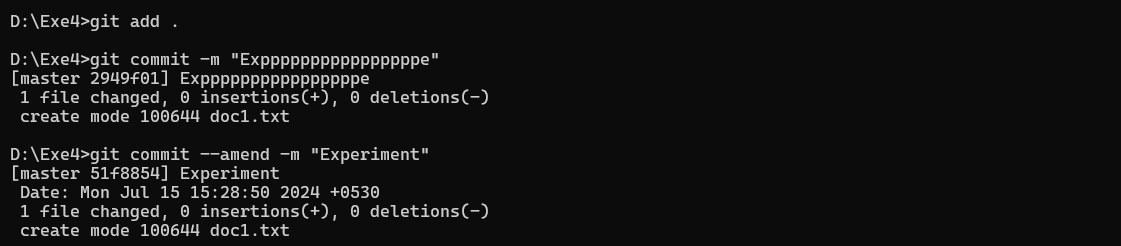 D:\Exe4>git add .
D:\Exe4>git commit -m "Exppppppppppppppppe"
[master 2949f01] Exppppppppppppppppe
1 file changed, 0 insertions(+), 0 deletions(-)
create mode 100644 doc1.txt
D:\Exe4>git commit --amend -m "Experiment"
[master 51f8854] Experiment
Date: Mon Jul 15 15:28:50 2024 +0530
1 file changed, 0 insertions(+), 0 deletions(-)
create mode 100644 doc1.txt